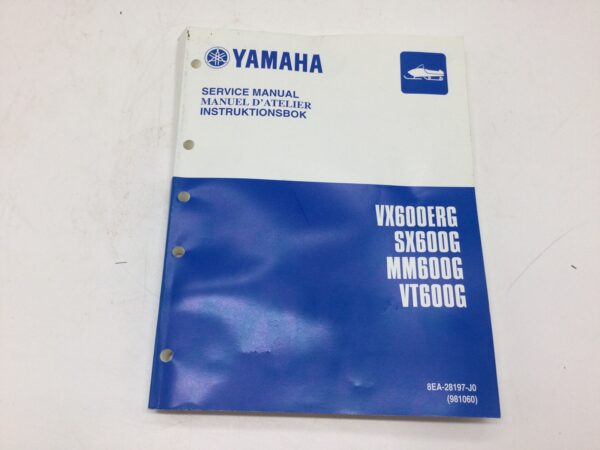 YAMAHA
SERVICE MANUAL
MANUEL D'ATELIER
INSTRUKTIONSBOK
VX600ERG
SX600G
MM600G
VT600G
8EA-28197-J0
(981060)